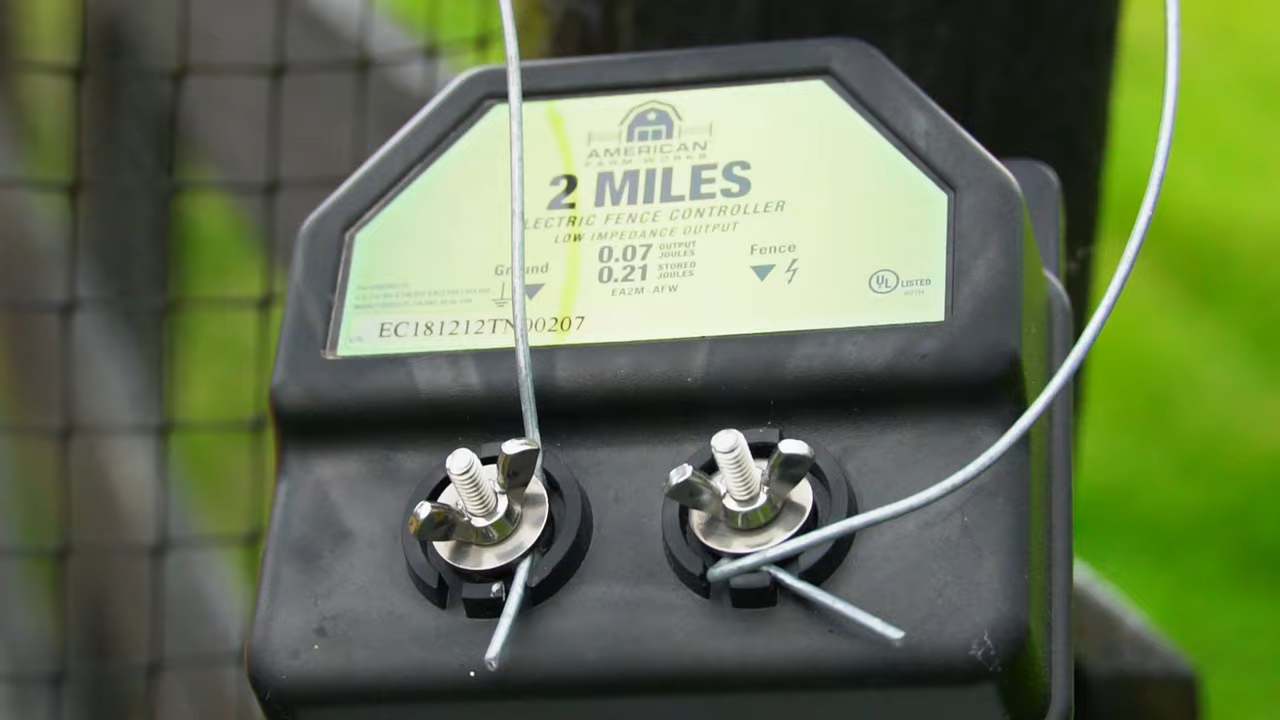 AMERICAN
FARM WORKS
2 MILES
ELECTRIC FENCE CONTROLLER
LOW IMPEDANCE OUTPUT
0.07 OUTPUT JOULES
0.21 STORED JOULES
EA2M-AFW
Ground
Fence
UL LISTED
EC181212TN00207